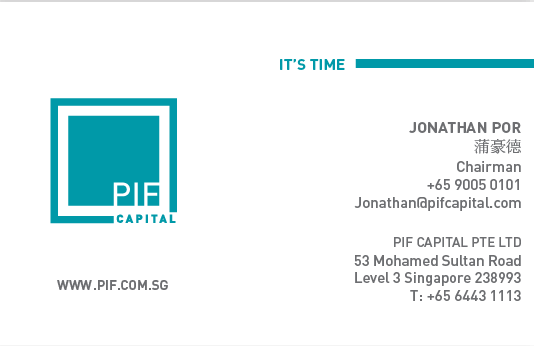 IT'S TIME
PIF
CAPITAL
WWW.PIF.COM.SG
JONATHAN POR
蒲豪德
Chairman
+65 9005 0101
Jonathan@pifcapital.com
PIF CAPITAL PTE LTD
53 Mohamed Sultan Road
Level 3 Singapore 238993
T: +65 6443 1113